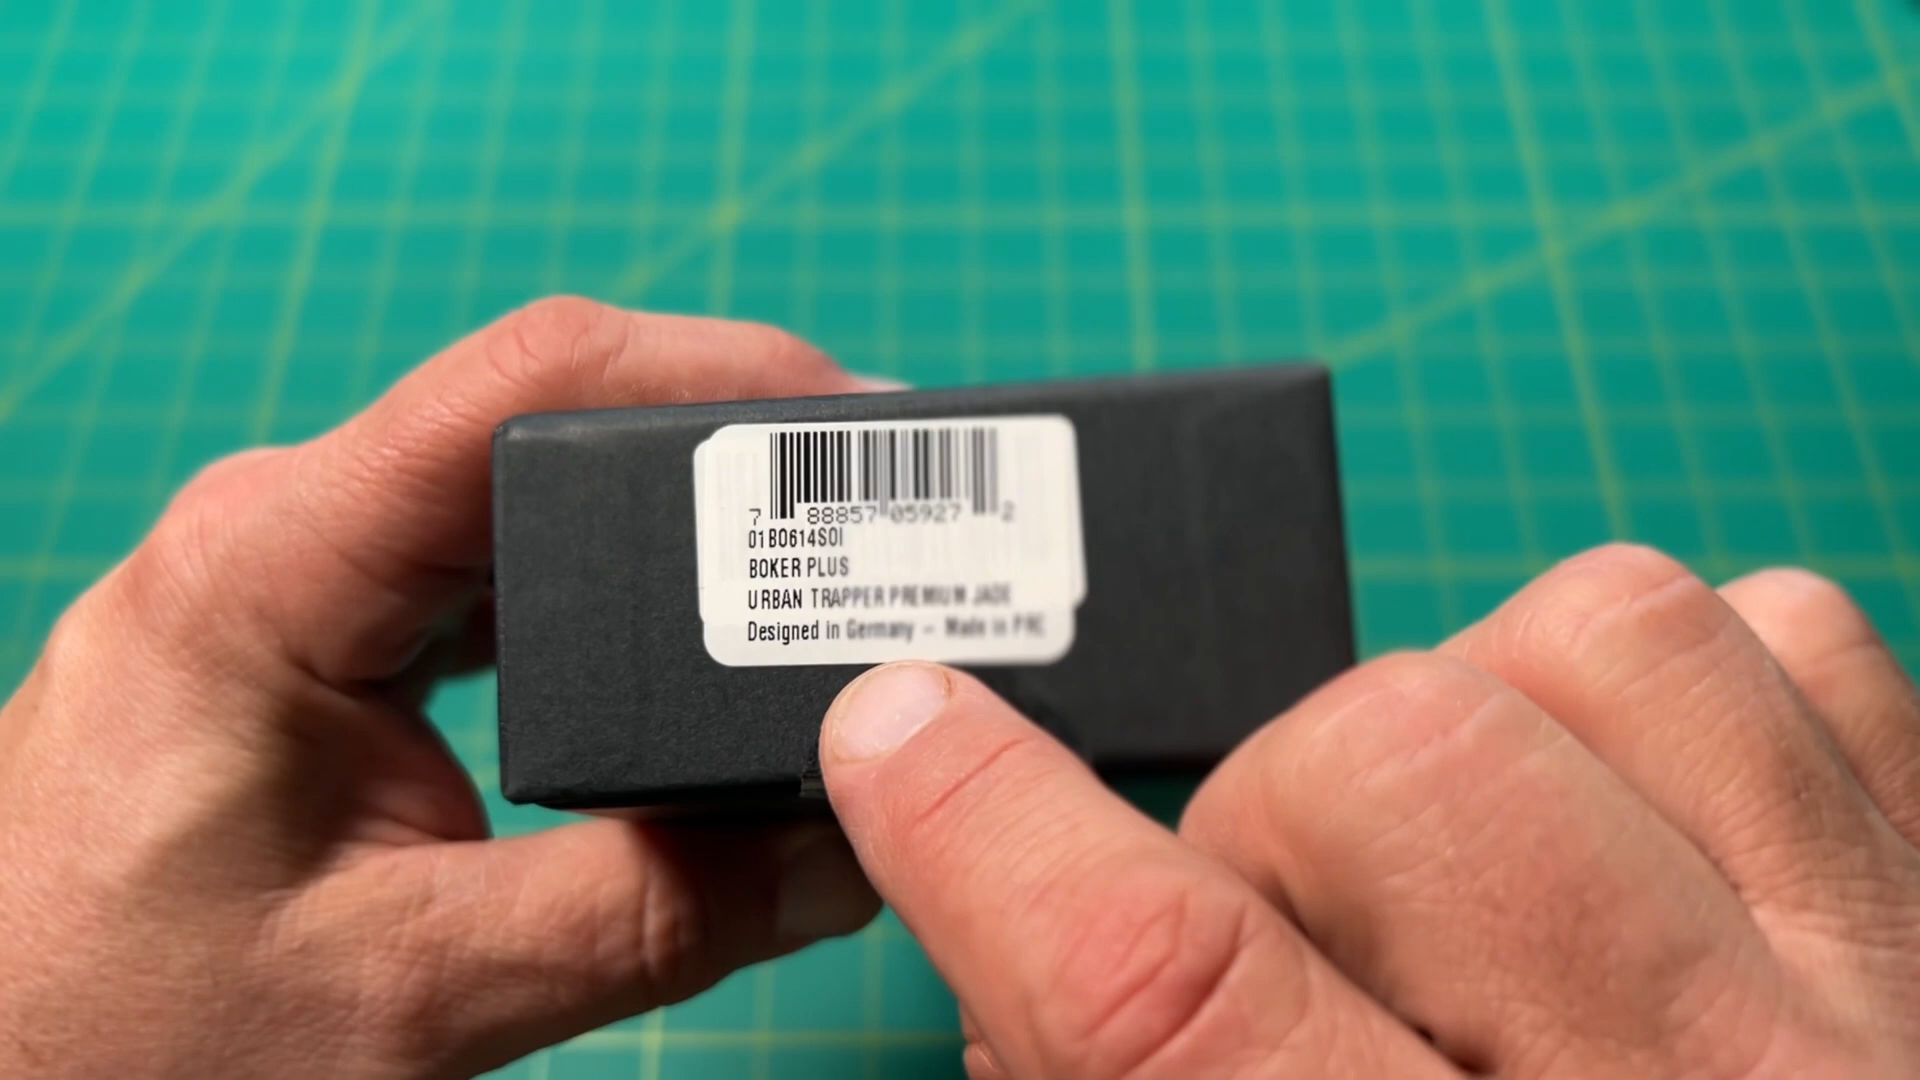 7 88857 05927 2
01BO614SOI
BOKER PLUS
URBAN TRAPPER PREMIUM JADE
Designed in Germany – Made in PRC